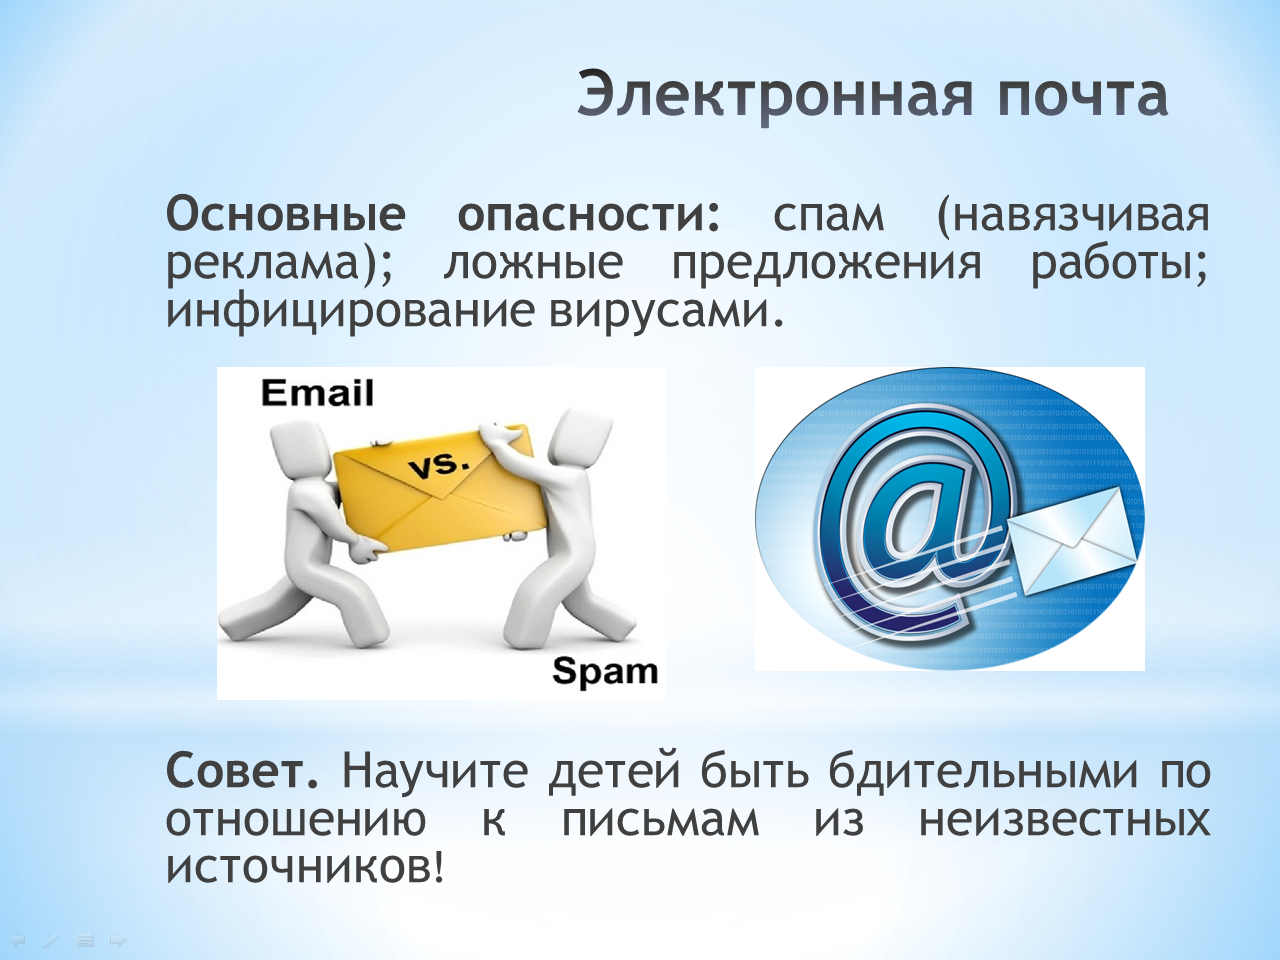 Электронная почта
Основные опасности: спам (навязчивая
реклама); ложные предложения работы;
инфицирование вирусами.
Email
vs.
Spam
@
Совет. Научите детей быть бдительными по
отношению к письмам из неизвестных
источников!